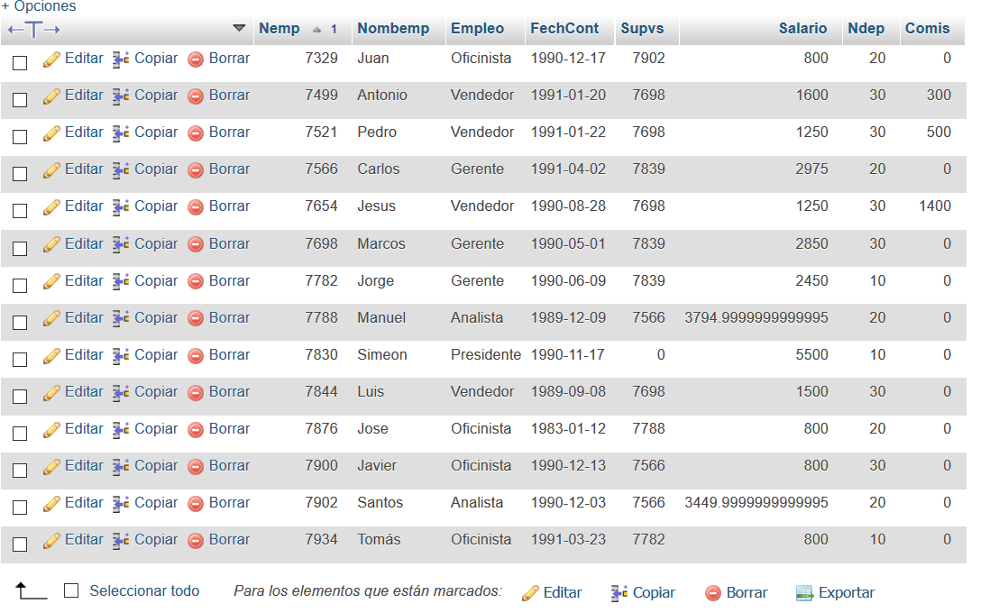 + Opciones
Nemp 1 Nombemp Empleo FechCont Supvs Salario Ndep Comis
Editar Copiar Borrar 7329 Juan Oficinista 1990-12-17 7902 800 20 0
Editar Copiar Borrar 7499 Antonio Vendedor 1991-01-20 7698 1600 30 300
Editar Copiar Borrar 7521 Pedro Vendedor 1991-01-22 7698 1250 30 500
Editar Copiar Borrar 7566 Carlos Gerente 1991-04-02 7839 2975 20 0
Editar Copiar Borrar 7654 Jesus Vendedor 1990-08-28 7698 1250 30 1400
Editar Copiar Borrar 7698 Marcos Gerente 1990-05-01 7839 2850 30 0
Editar Copiar Borrar 7782 Jorge Gerente 1990-06-09 7839 2450 10 0
Editar Copiar Borrar 7788 Manuel Analista 1989-12-09 7566 3794.9999999999995 20 0
Editar Copiar Borrar 7830 Simeon Presidente 1990-11-17 0 5500 10 0
Editar Copiar Borrar 7844 Luis Vendedor 1989-09-08 7698 1500 30 0
Editar Copiar Borrar 7876 Jose Oficinista 1983-01-12 7788 800 20 0
Editar Copiar Borrar 7900 Javier Oficinista 1990-12-13 7566 800 30 0
Editar Copiar Borrar 7902 Santos Analista 1990-12-03 7566 3449.9999999999995 20 0
Editar Copiar Borrar 7934 Tomás Oficinista 1991-03-23 7782 800 10 0
Seleccionar todo Para los elementos que están marcados: Editar Copiar Borrar Exportar